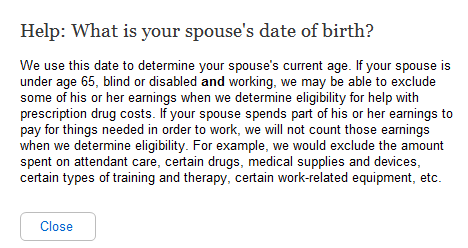 Help: What is your spouse's date of birth?
We use this date to determine your spouse's current age. If your spouse is
under age 65, blind or disabled and working, we may be able to exclude
some of his or her earnings when we determine eligibility for help with
prescription drug costs. If your spouse spends part of his or her earnings to
pay for things needed in order to work, we will not count those earnings
when we determine eligibility. For example, we would exclude the amount
spent on attendant care, certain drugs, medical supplies and devices,
certain types of training and therapy, certain work-related equipment, etc.
Close